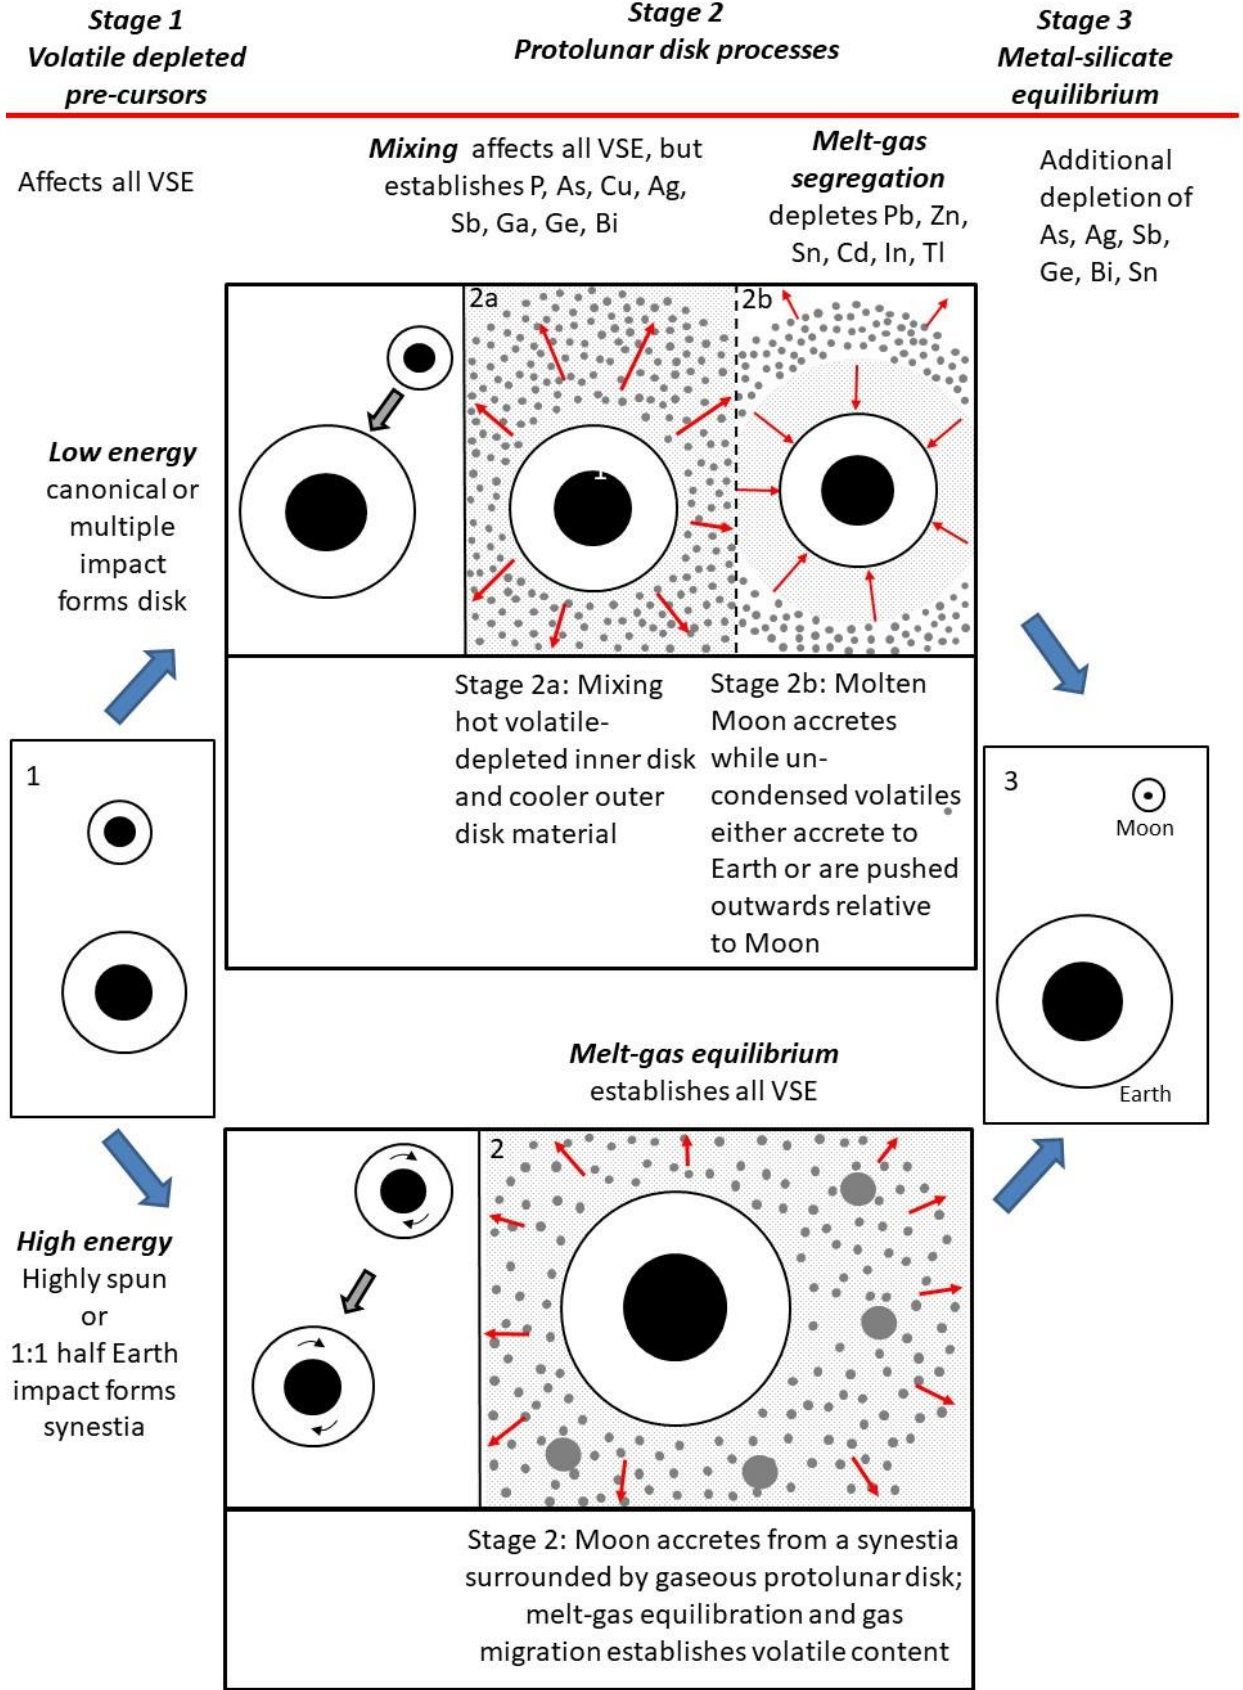 Stage 1
Volatile depleted
pre-cursors
Stage 2
Protolunar disk processes
Stage 3
Metal-silicate
equilibrium
Affects all VSE
Mixing affects all VSE, but
establishes P, As, Cu, Ag,
Sb, Ga, Ge, Bi
Melt-gas
segregation
depletes Pb, Zn,
Sn, Cd, In, Tl
Additional
depletion of
As, Ag, Sb,
Ge, Bi, Sn
Low energy
canonical or
multiple
impact
forms disk
2a
1
2b
Stage 2a: Mixing
hot volatile-
depleted inner disk
and cooler outer
disk material
Stage 2b: Molten
Moon accretes
while un-
condensed volatiles
either accrete to
Earth or are pushed
outwards relative
to Moon
1
3
Moon
Earth
Melt-gas equilibrium
establishes all VSE
High energy
Highly spun
or
1:1 half Earth
impact forms
synestia
2
Stage 2: Moon accretes from a synestia
surrounded by gaseous protolunar disk;
melt-gas equilibration and gas
migration establishes volatile content